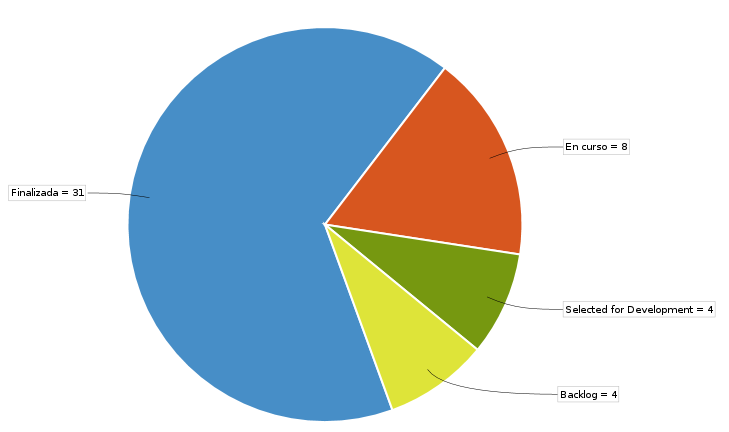 En curso = 8
Finalizada = 31
Selected for Development = 4
Backlog = 4